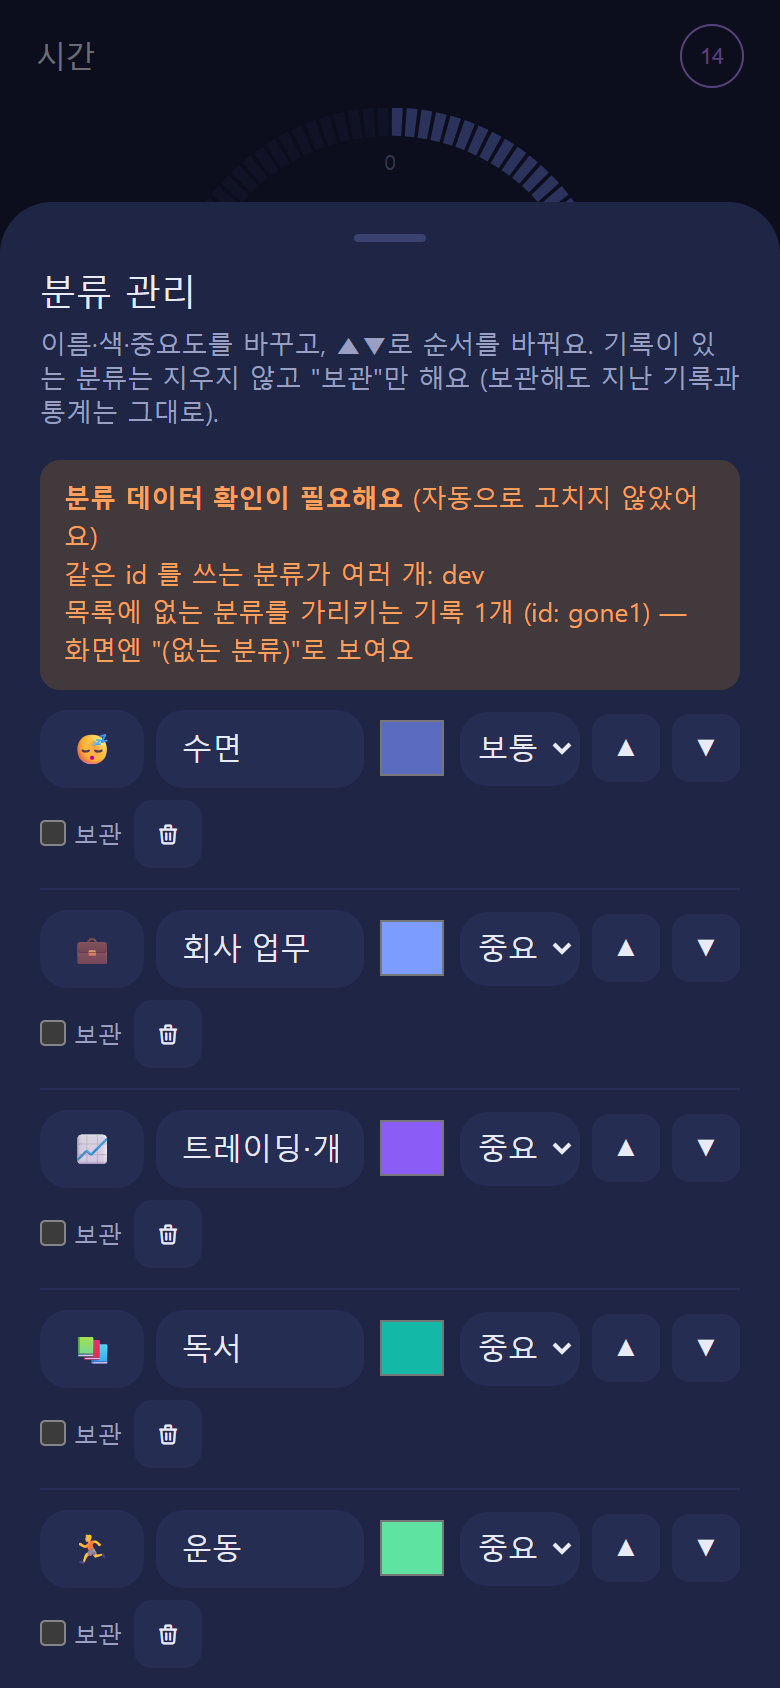 시간
14
0
분류 관리
이름·색·중요도를 바꾸고, ▲▼로 순서를 바꿔요. 기록이 있
는 분류는 지우지 않고 "보관"만 해요 (보관해도 지난 기록과
통계는 그대로).
분류 데이터 확인이 필요해요 (자동으로 고치지 않았어
요)
같은 id 를 쓰는 분류가 여러 개: dev
목록에 없는 분류를 가리키는 기록 1개 (id: gone1) —
화면엔 "(없는 분류)"로 보여요
수면 보통 ▲ ▼
보관
회사 업무 중요 ▲ ▼
보관
트레이딩·개 중요 ▲ ▼
보관
독서 중요 ▲ ▼
보관
운동 중요 ▲ ▼
보관